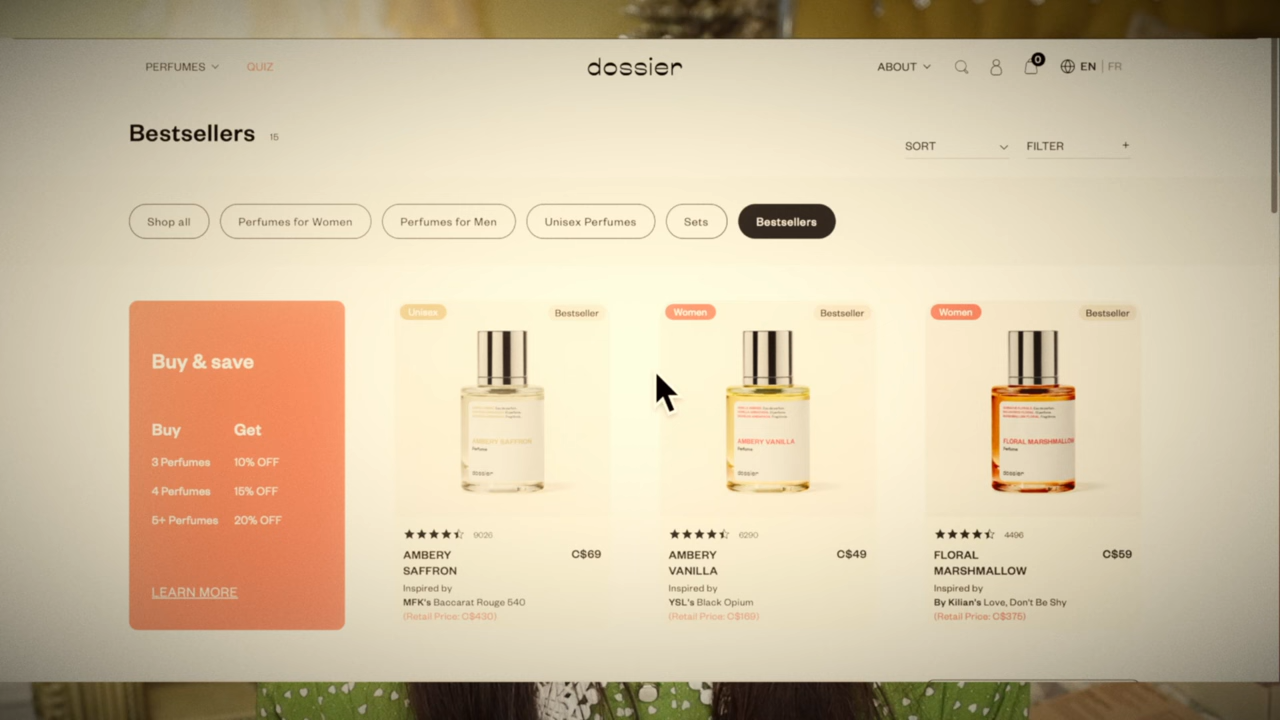 PERFUMES
QUIZ
dossier
ABOUT
0
EN | FR
Bestsellers 15
SORT
FILTER +
Shop all
Perfumes for Women
Perfumes for Men
Unisex Perfumes
Sets
Bestsellers
Buy & save
Buy Get
3 Perfumes 10% OFF
4 Perfumes 15% OFF
5+ Perfumes 20% OFF
LEARN MORE
Unisex
Bestseller
AMBERY SAFFRON
Perfume
9026
AMBERY
SAFFRON
C$69
Inspired by
MFK's Baccarat Rouge 540
(Retail Price: C$430)
Women
Bestseller
AMBERY VANILLA
Perfume
6290
AMBERY
VANILLA
C$49
Inspired by
YSL's Black Opium
(Retail Price: C$169)
Women
Bestseller
FLORAL MARSHMALLOW
Perfume
4496
FLORAL
MARSHMALLOW
C$59
Inspired by
By Kilian's Love, Don't Be Shy
(Retail Price: C$375)